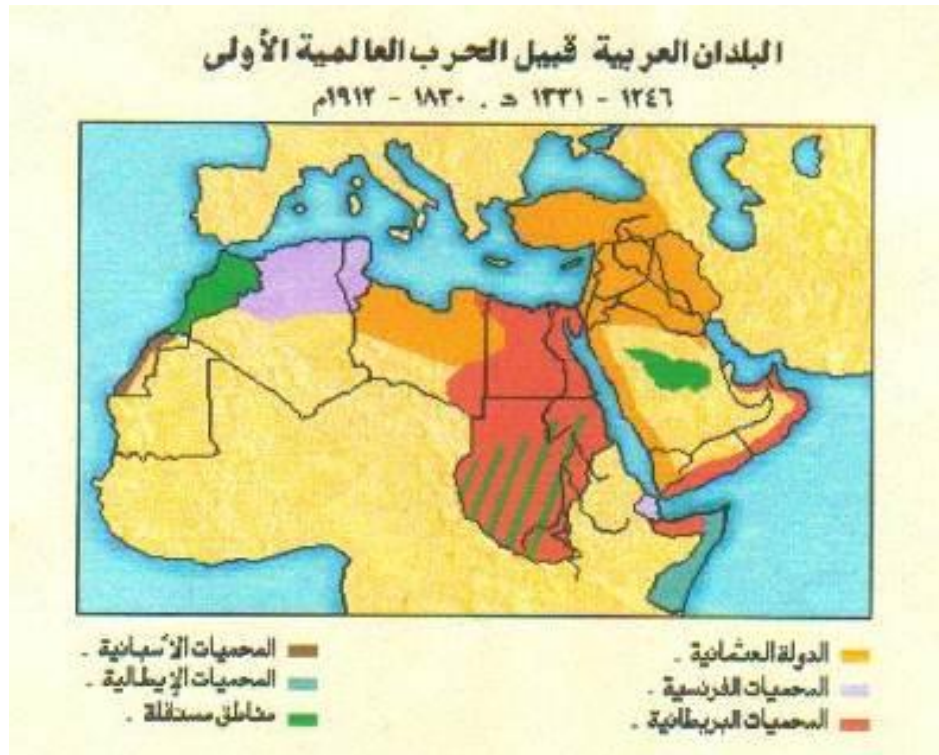 البلدان العربية قبيل الحرب العالمية الأولى
١٢٤٦ - ١٣٣١ هـ . ١٨٣٠ - ١٩١٢م
الدولة العثمانية .
المحميات الفرنسية .
المحميات البريطانية .
المحميات الأسبانية .
المحميات الإيطالية .
مناطق مستقلة .